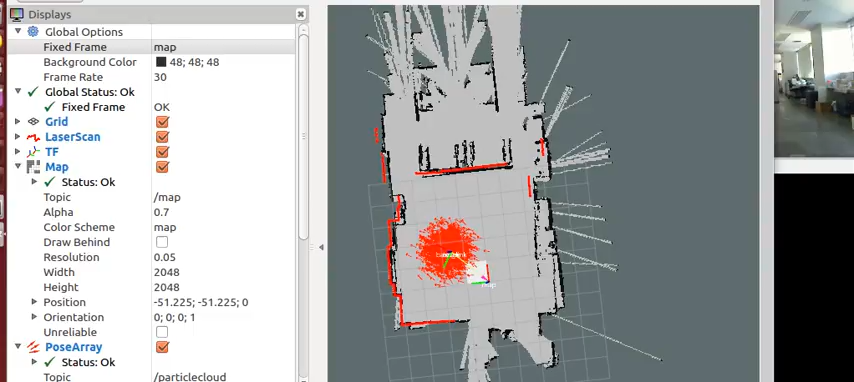 Displays
Global Options
Fixed Frame map
Background Color 48; 48; 48
Frame Rate 30
Global Status: Ok
Fixed Frame OK
Grid
LaserScan
TF
Map
Status: Ok
Topic /map
Alpha 0.7
Color Scheme map
Draw Behind
Resolution 0.05
Width 2048
Height 2048
Position -51.225; -51.225; 0
Orientation 0; 0; 0; 1
Unreliable
PoseArray
Status: Ok
Topic /particlecloud
map